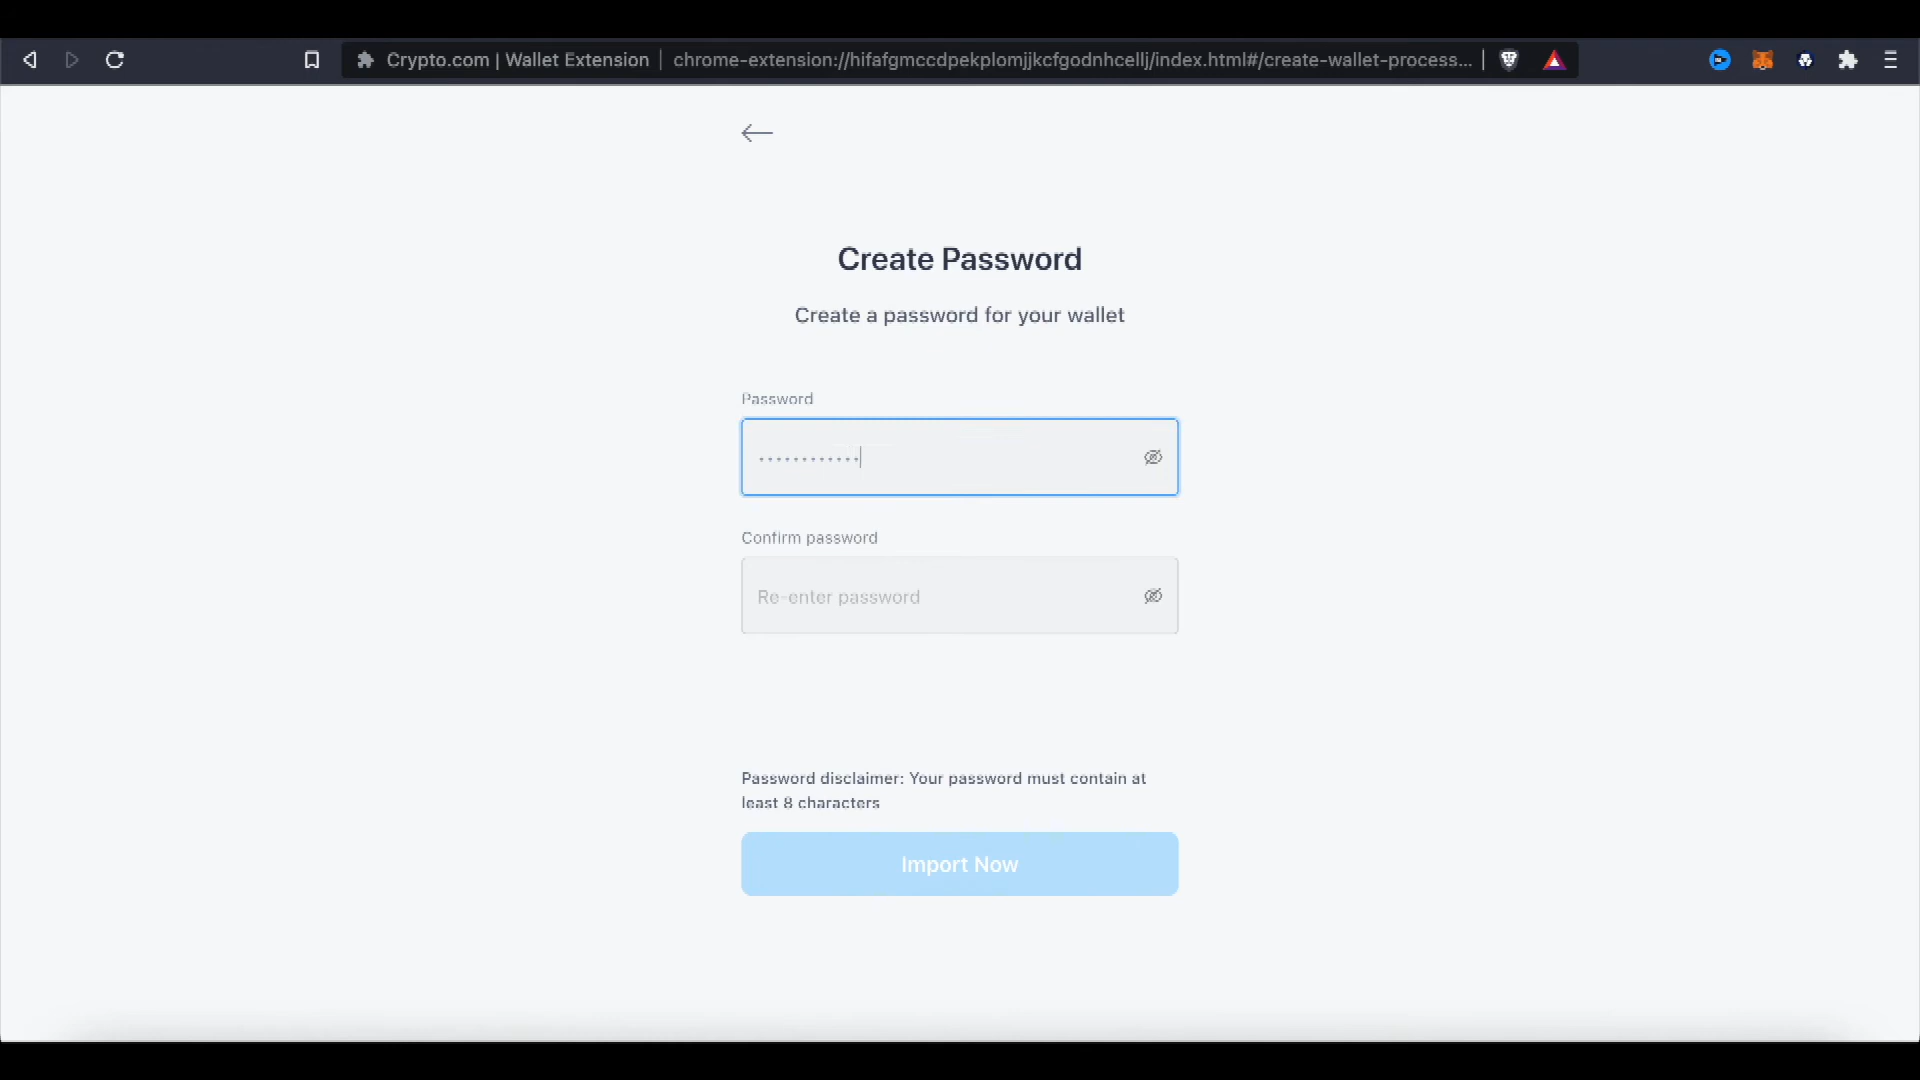 Crypto.com | Wallet Extension | chrome-extension://hifafgmccdpekplomjjkcfgodnhcellj/index.html#/create-wallet-process... |
Create Password
Create a password for your wallet
Password
••••••••••••
Confirm password
Re-enter password
Password disclaimer: Your password must contain at
least 8 characters
Import Now